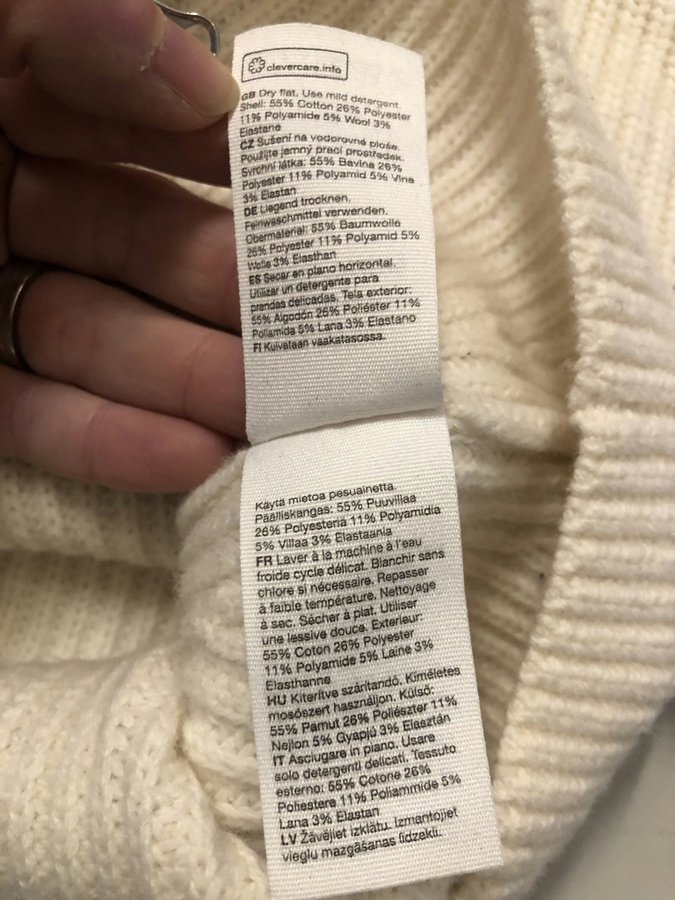 clevercare.info
GB Dry flat. Use mild detergent.
Shell: 55% Cotton 26% Polyester
11% Polyamide 5% Wool 3%
Elastane
CZ Sušení na vodorovné ploše.
Použijte jemný prací prostředek.
Svrchní látka: 55% Bavlna 26%
Polyester 11% Polyamid 5% Vlna
3% Elastan
DE Liegend trocknen.
Feinwaschmittel verwenden.
Obermaterial: 55% Baumwolle
26% Polyester 11% Polyamid 5%
Wolle 3% Elasthan
ES Secar en plano horizontal.
Utilizar un detergente para
prendas delicadas. Tela exterior:
55% Algodón 26% Poliéster 11%
Poliamida 5% Lana 3% Elastano
FI Kuivataan vaakatasossa.
Käytä mietoa pesuainetta.
Päälliskangas: 55% Puuvillaa
26% Polyesteriä 11% Polyamidia
5% Villaa 3% Elastaania
FR Laver à la machine à l'eau
froide cycle délicat. Blanchir sans
chlore si nécessaire. Repasser
à faible température. Nettoyage
à sec. Sécher à plat. Utiliser
une lessive douce. Exterieur:
55% Coton 26% Polyester
11% Polyamide 5% Laine 3%
Elasthanne
HU Kiterítve szárítandó. Kíméletes
mosószert használjon. Külső:
55% Pamut 26% Poliészter 11%
Nejlon 5% Gyapjú 3% Elasztán
IT Asciugare in piano. Usare
solo detergenti delicati. Tessuto
esterno: 55% Cotone 26%
Poliestere 11% Poliammide 5%
Lana 3% Elastan
LV Žāvējiet izklātu. Izmantojiet
vieglu mazgāšanas līdzekli.